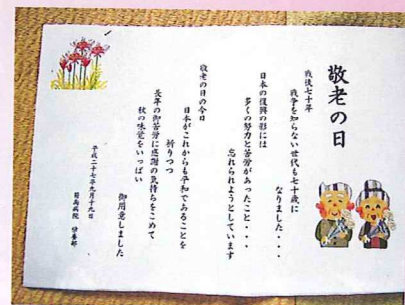 敬老の日
戦後七十年
戦争を知らない世代も七十歳に
なりました・・・
日本の復興の影には
多くの努力と苦労があったこと・・・
忘れられようとしています
敬老の日の今日
日本がこれからも平和であることを
祈りつつ
長年の御苦労に感謝の気持ちをこめて
秋の味覚をいっぱい
御用意しました
平成二十七年九月十九日
病院 栄養部